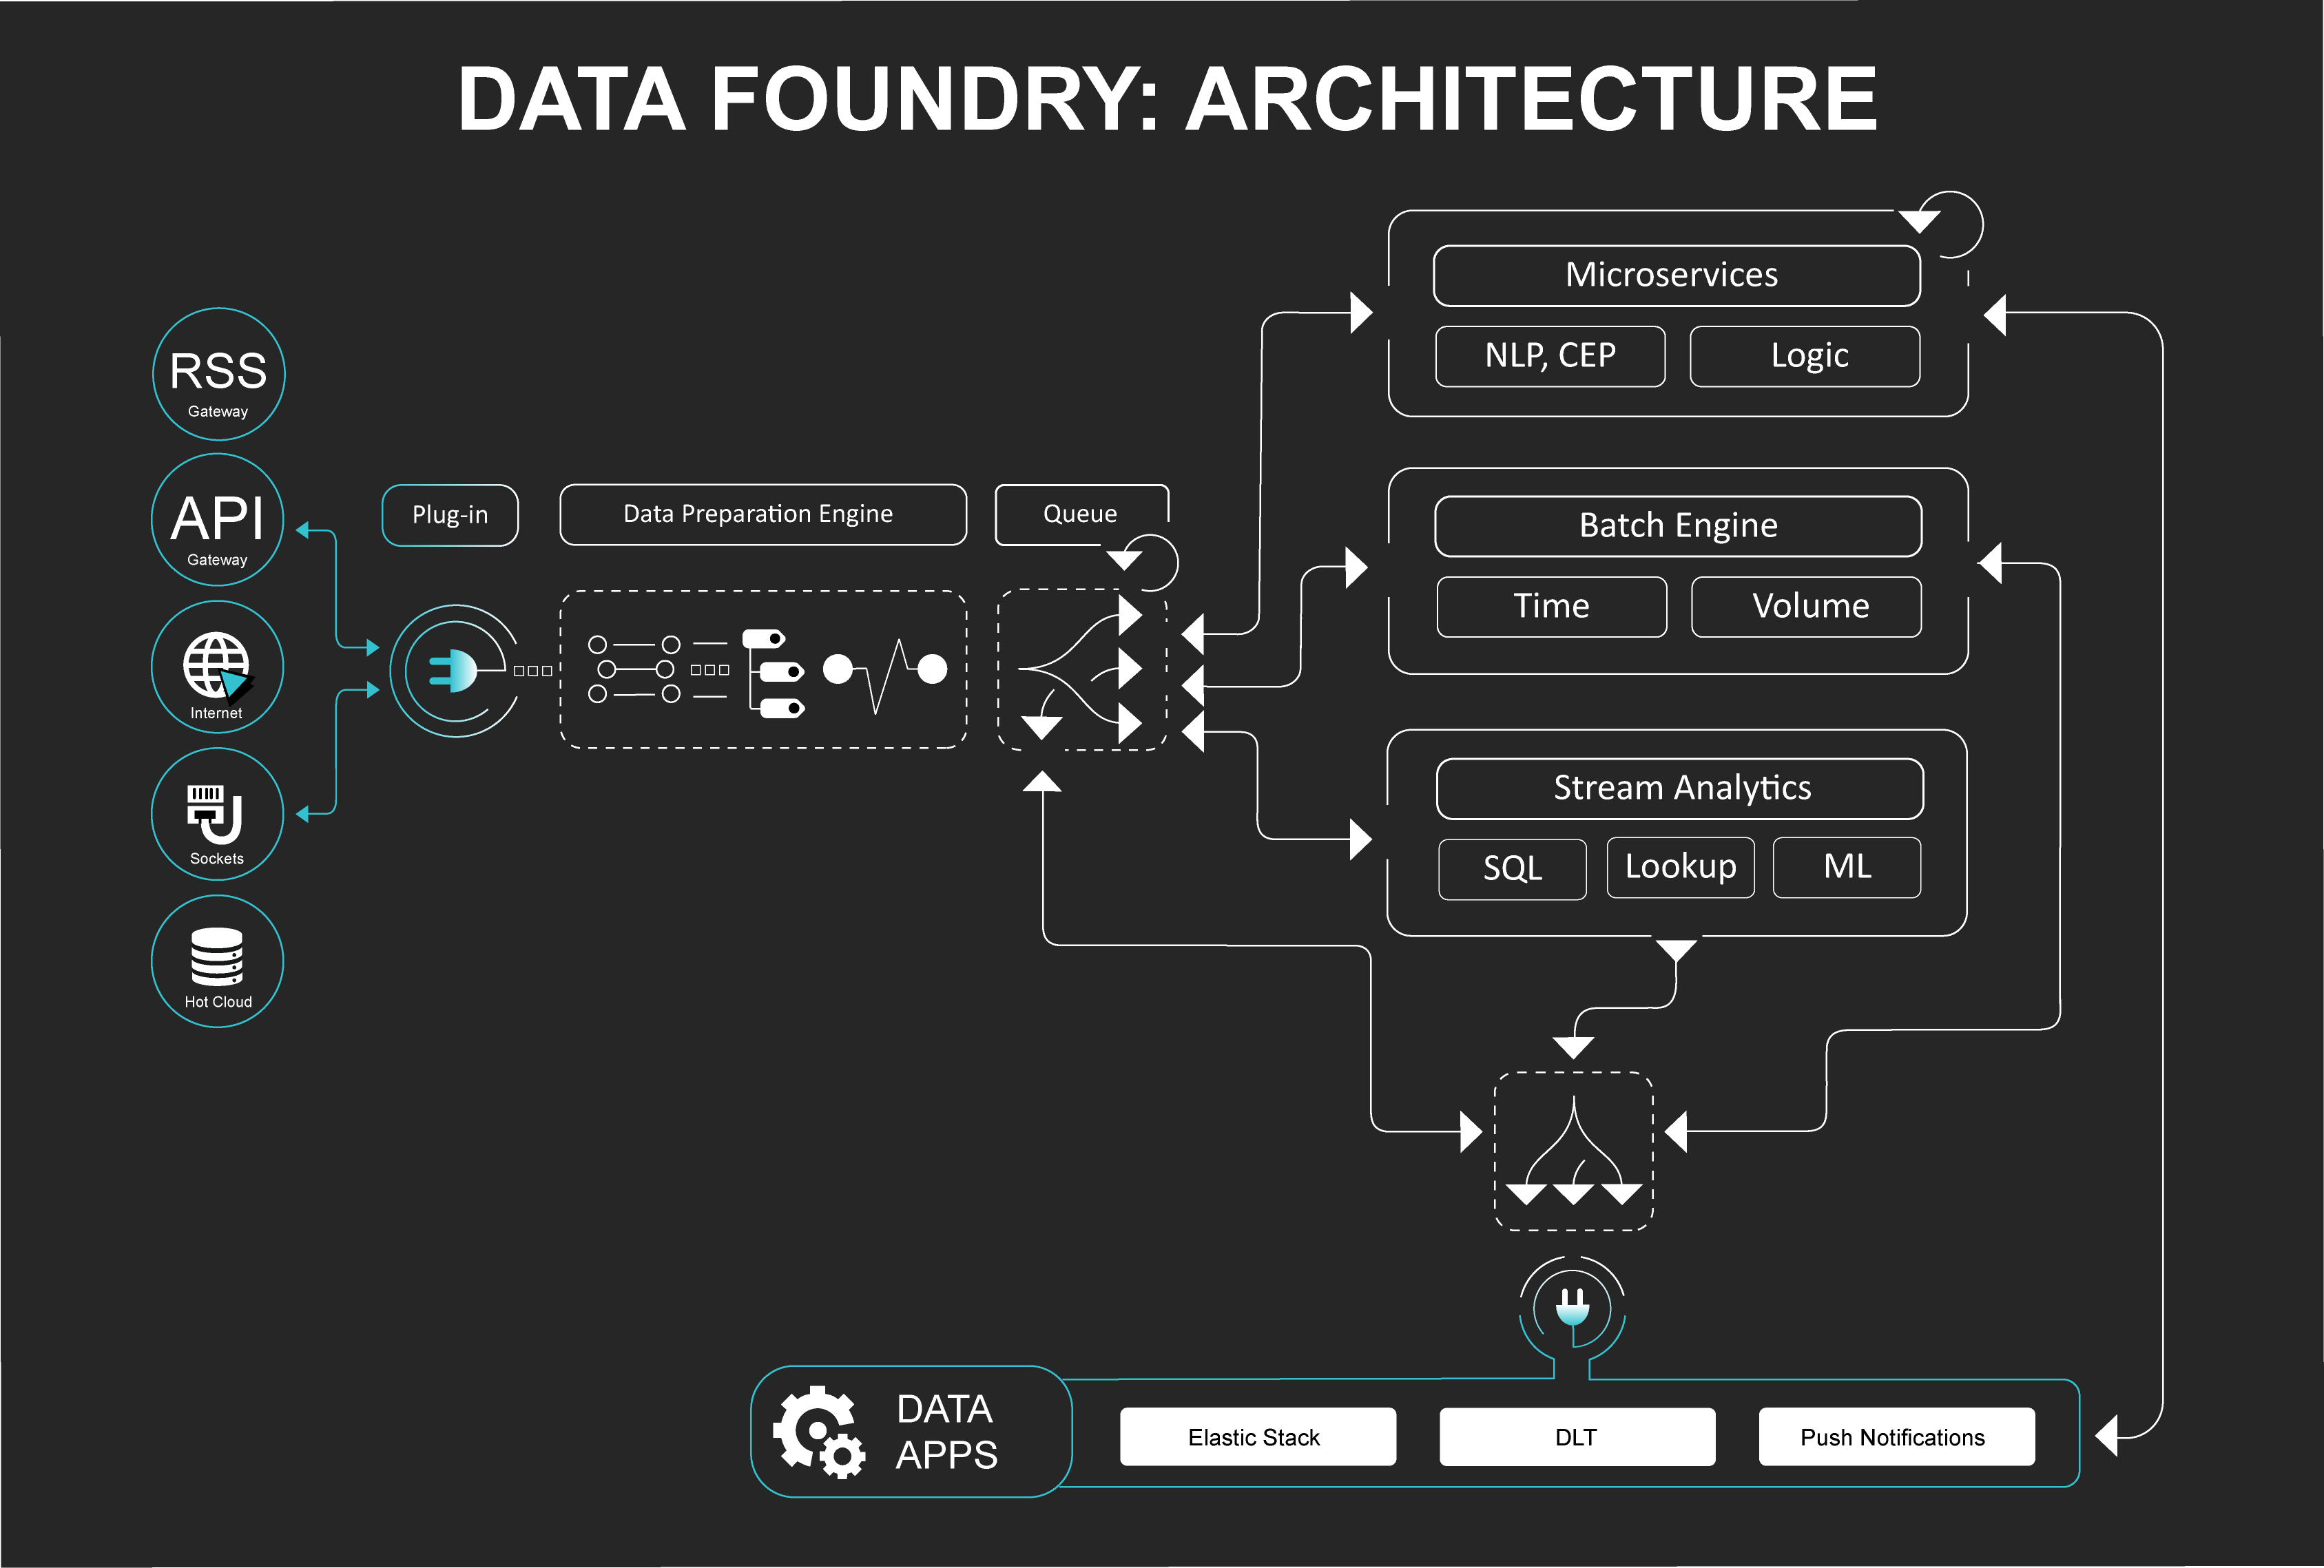 DATA FOUNDRY: ARCHITECTURE
RSS
Gateway
API
Gateway
Internet
Sockets
Hot Cloud
Plug-in
Data Preparation Engine
Queue
Microservices
NLP, CEP
Logic
Batch Engine
Time
Volume
Stream Analytics
SQL
Lookup
ML
DATA
APPS
Elastic Stack
DLT
Push Notifications